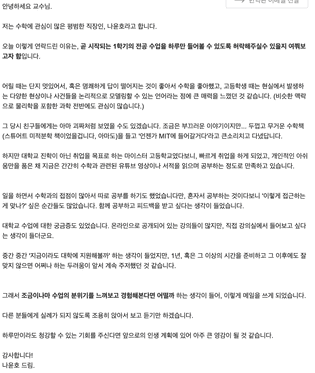 안녕하세요 교수님.
저는 수학에 관심이 많은 평범한 직장인, 나윤호라고 합니다.
오늘 이렇게 연락드린 이유는, 곧 시작되는 1학기의 전공 수업을 하루만 들어볼 수 있도록 허락해주실수 있을지 여쭤보
고자 함입니다.
어릴 때는 단지 멋있어서, 혹은 명쾌하게 답이 떨어지는 것이 좋아서 수학을 좋아했고, 고등학생 때는 현실에서 발생하
는 다양한 현상이나 사건들을 논리적으로 모델링할 수 있는 언어라는 점에 큰 매력을 느꼈던 것 같습니다. (비슷한 맥락
으로 물리학을 포함한 과학 전반에도 관심이 많습니다.)
그 당시 친구들에게는 아마 괴짜처럼 보였을 수도 있겠습니다. 조금은 부끄러운 이야기지만... 두껍고 무거운 수학책
(스튜어트 미적분학 책이었을겁니다, 아마도)을 들고 '언젠가 MIT에 들어갈거다'라고 큰소리치고 다녔답니다.
하지만 대학교 진학이 아닌 취업을 목표로 하는 마이스터 고등학교였다보니, 빠르게 취업을 하게 되었고, 개인적인 아쉬
움만을 품은 채 지금은 간간히 수학과 관련된 유튜브 영상이나 서적을 읽으며 공부하는 정도로 만족하고 있습니다.
일을 하면서 수학과의 접점이 많아서 따로 공부를 하기도 했었습니다만, 혼자서 공부하는 것이다보니 '이렇게 접근하는
게 맞나?' 싶은 순간들도 많았습니다. 함께 공부하고 피드백을 받고 싶다는 생각이 들었습니다.
대학교 수업에 대한 궁금증도 있었습니다. 온라인으로 공개되어 있는 강의들이 많지만, 직접 강의실에서 들어보고 싶다
는 생각이 들더군요.
중간 중간 '지금이라도 대학에 지원해볼까' 하는 생각이 들었지만, 1년, 혹은 그 이상의 시간을 준비하고 그 이후에도 잘
맞지 않으면 어쩌나 하는 두려움이 앞서 계속 주저했던 것 같습니다.
그래서 조금이나마 수업의 분위기를 느껴보고 경험해본다면 어떨까 하는 생각이 들어, 이렇게 메일을 쓰게 되었습니다.
다른 분들에게 실례가 되지 않도록 조용히 앉아서 보고 듣기만 하겠습니다.
하루만이라도 청강할 수 있는 기회를 주신다면 앞으로의 인생 계획에 있어 아주 큰 영감이 될 것 같습니다.
감사합니다!
나윤호 드림.